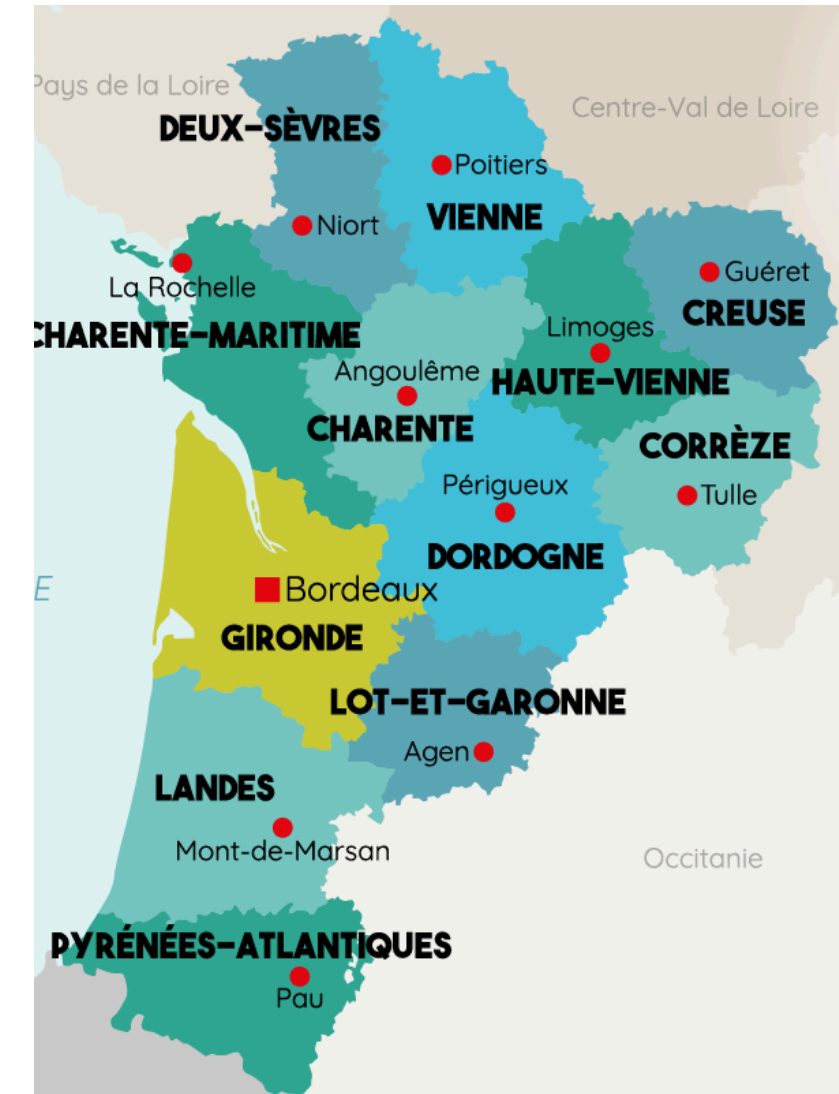 Pays de la Loire
Centre-Val de Loire
DEUX-SÈVRES
Poitiers
VIENNE
Niort
La Rochelle
Guéret
CREUSE
CHARENTE-MARITIME
Limoges
Angoulême
HAUTE-VIENNE
CHARENTE
CORRÈZE
Périgueux
Tulle
DORDOGNE
E
Bordeaux
GIRONDE
LOT-ET-GARONNE
Agen
LANDES
Mont-de-Marsan
Occitanie
PYRÉNÉES-ATLANTIQUES
Pau